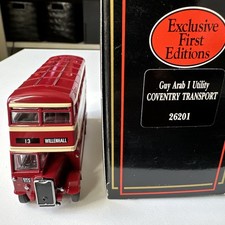 Exclusive
First
Editions
Guy Arab 1 Utility
COVENTRY TRANSPORT
26201
13
WILLENHALL